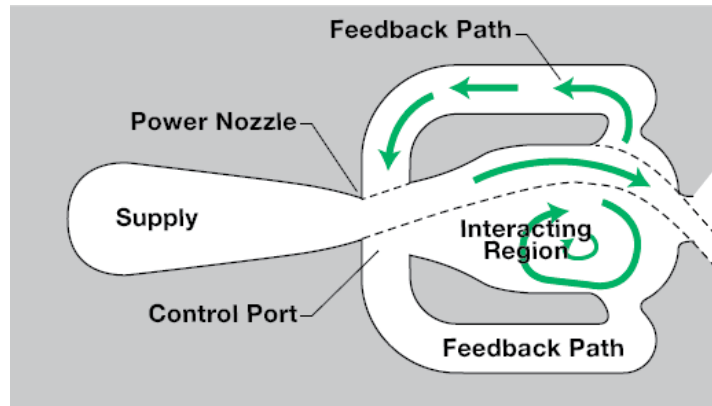 Feedback Path
Power Nozzle
Supply
Interacting
Region
Control Port
Feedback Path